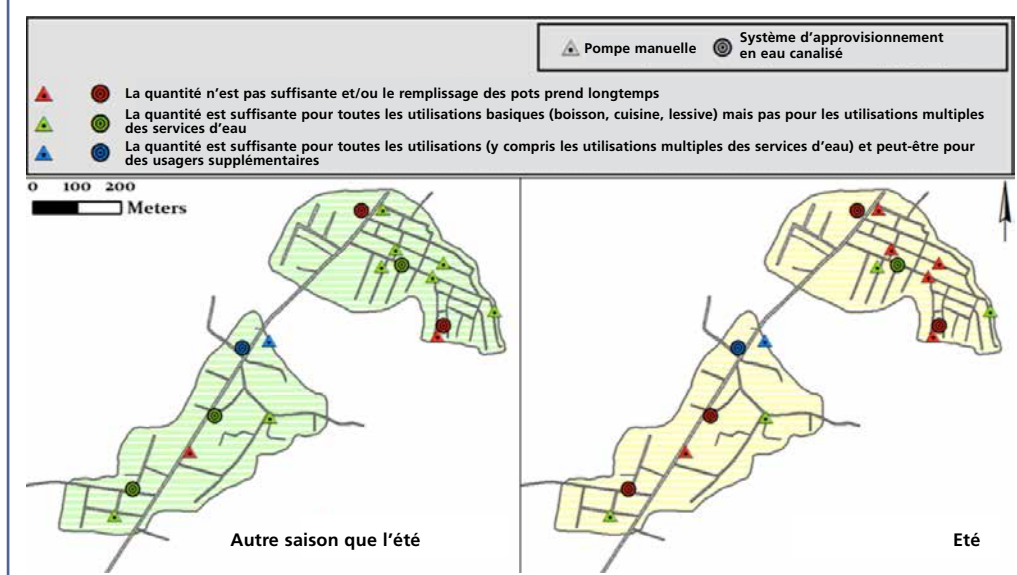 Pompe manuelle
Système d'approvisionnement
en eau canalisé
La quantité n'est pas suffisante et/ou le remplissage des pots prend longtemps
La quantité est suffisante pour toutes les utilisations basiques (boisson, cuisine, lessive) mais pas pour les utilisations multiples
des services d'eau
La quantité est suffisante pour toutes les utilisations (y compris les utilisations multiples des services d'eau) et peut-être pour
des usagers supplémentaires
0 100 200
Meters
Autre saison que l'été
Eté